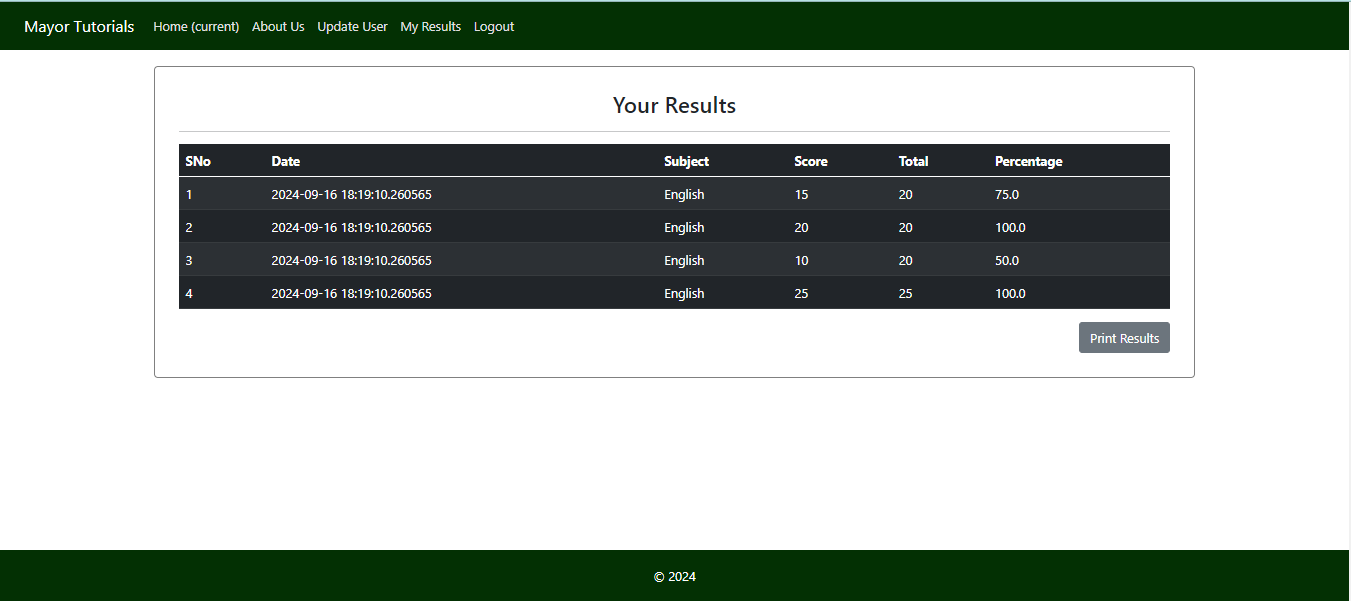 Mayor Tutorials Home (current) About Us Update User My Results Logout
Your Results
SNo Date Subject Score Total Percentage
1 2024-09-16 18:19:10.260565 English 15 20 75.0
2 2024-09-16 18:19:10.260565 English 20 20 100.0
3 2024-09-16 18:19:10.260565 English 10 20 50.0
4 2024-09-16 18:19:10.260565 English 25 25 100.0
Print Results
© 2024